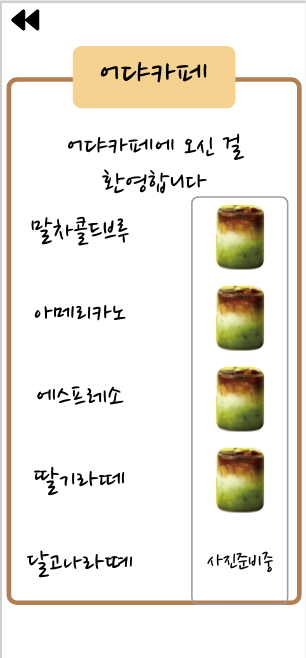 어댜카페
어댜카페에 오신 걸
환영합니다
말차콜드브루
아메리카노
에스프레소
딸기라떼
달고나라떼
사진준비중